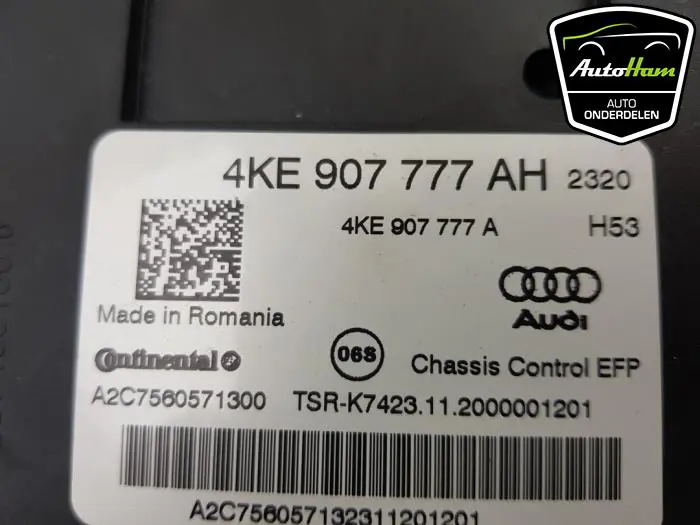 AutoHam
AUTO
ONDERDELEN
4KE 907 777 AH 2320
4KE 907 777 A H53
Made in Romania
Audi
Continental
06S
Chassis Control EFP
A2C7560571300 TSR-K7423.11.2000001201
A2C756057132311201201